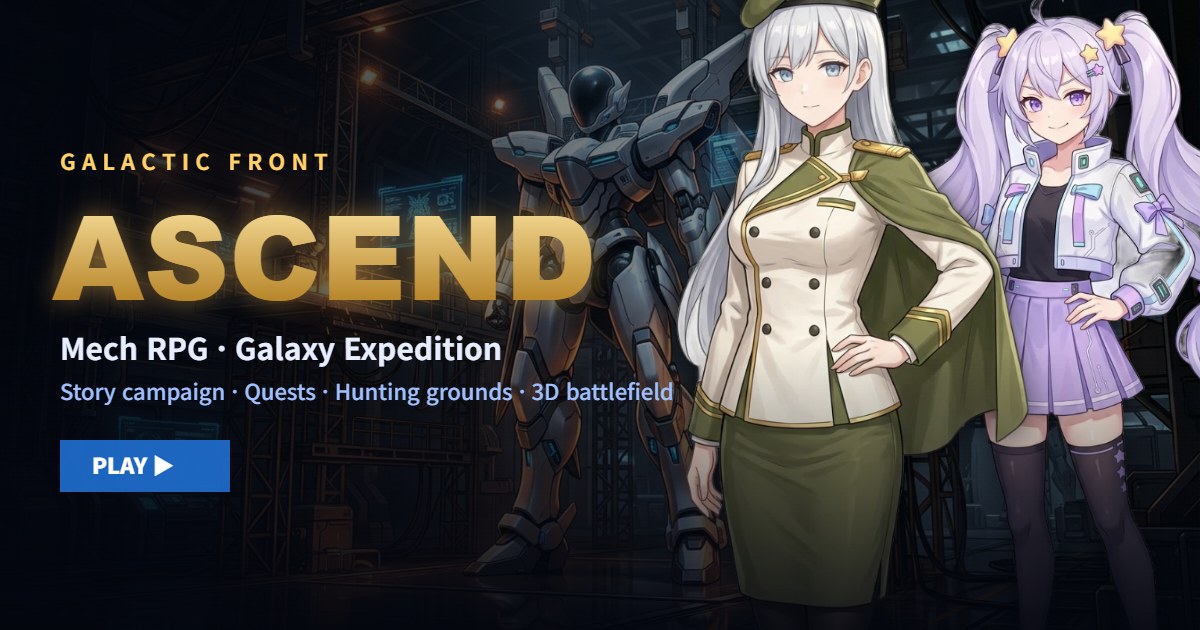 GALACTIC FRONT
ASCEND
Mech RPG · Galaxy Expedition
Story campaign · Quests · Hunting grounds · 3D battlefield
PLAY ▶